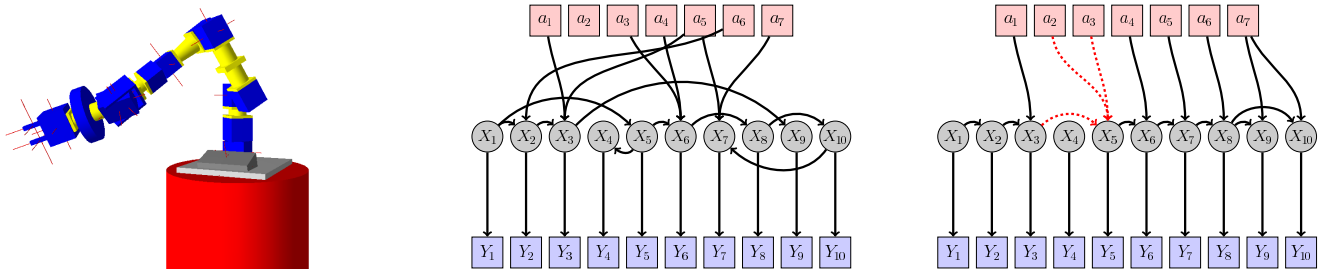 a1 a2 a3 a4 a5 a6 a7
X1 X2 X3 X4 X5 X6 X7 X8 X9 X10
Y1 Y2 Y3 Y4 Y5 Y6 Y7 Y8 Y9 Y10
a1 a2 a3 a4 a5 a6 a7
X1 X2 X3 X4 X5 X6 X7 X8 X9 X10
Y1 Y2 Y3 Y4 Y5 Y6 Y7 Y8 Y9 Y10